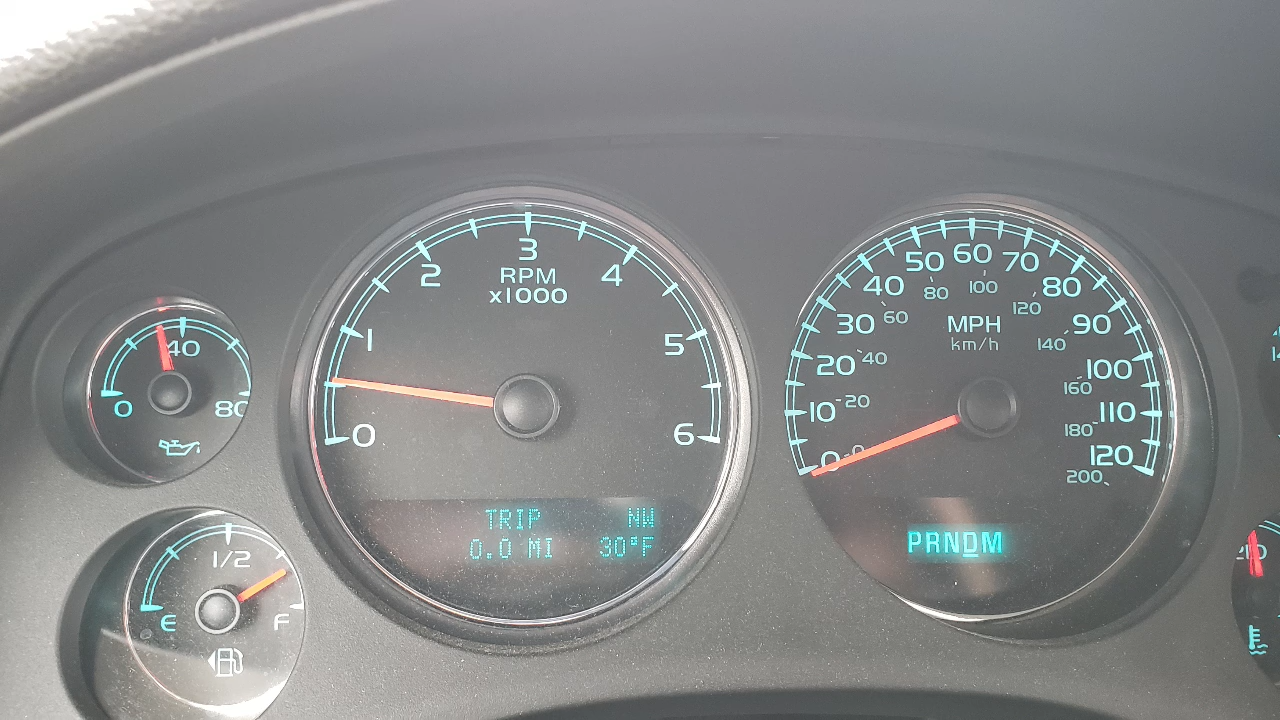 0 40 80
E 1/2 F
0 1 2 3 4 5 6
RPM
x1000
TRIP NW
0.0 MI 30°F
0 10 20 30 40 50 60 70 80 90 100 110 120
MPH
km/h
0 20 40 60 80 100 120 140 160 180 200
PRNDM
210